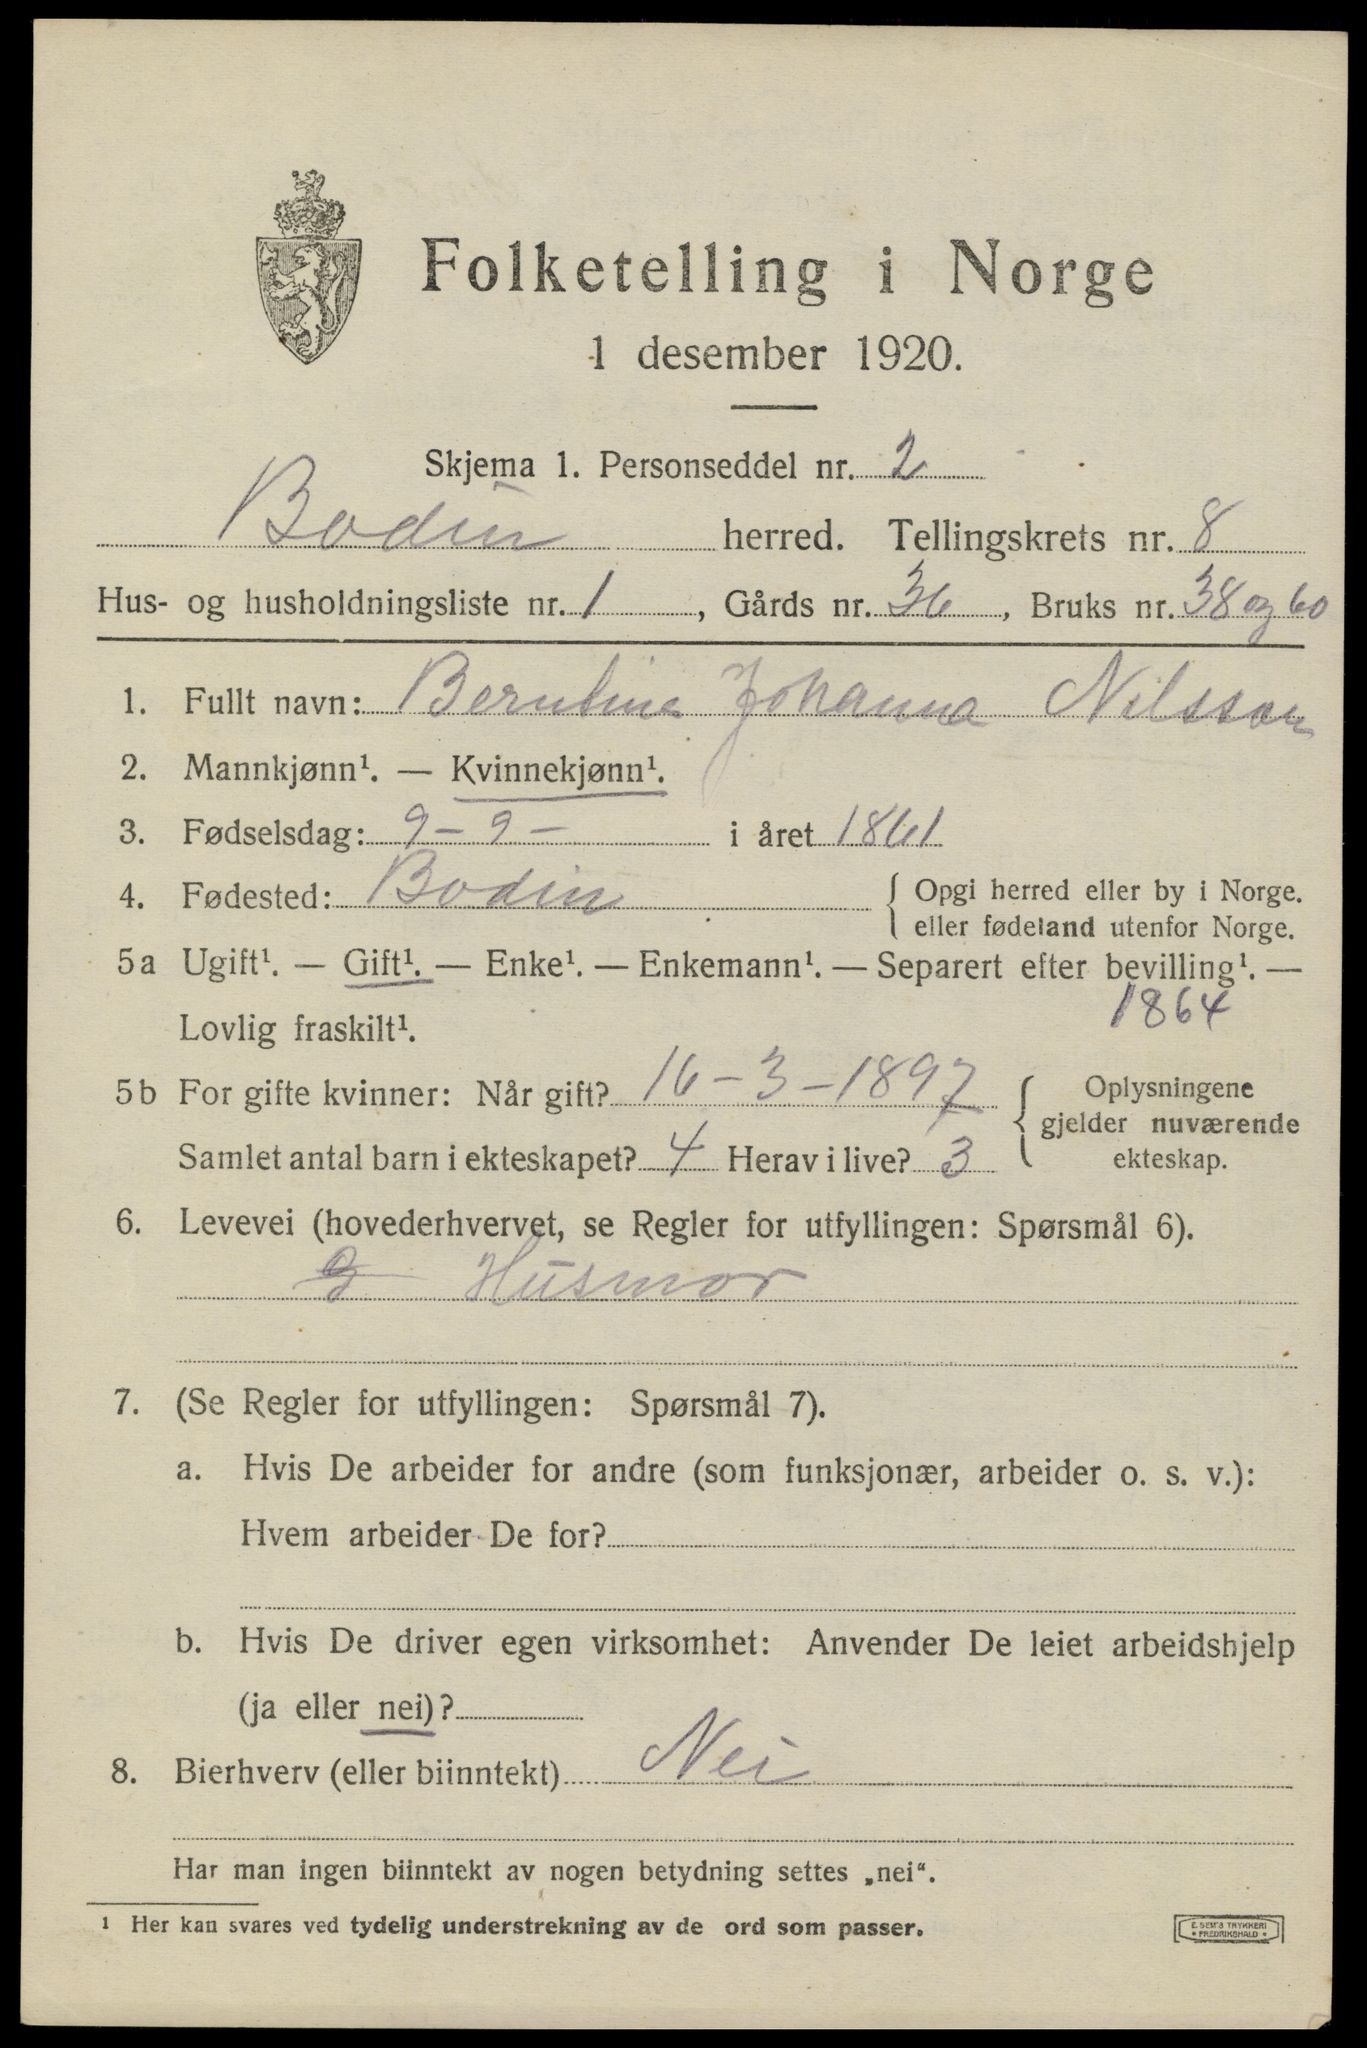 Folketelling i Norge
1 desember 1920.
Skjema 1. Personseddel nr. 2
Bodin herred. Tellingskrets nr. 8
Hus- og husholdningsliste nr. 1, Gårds nr. 36, Bruks nr. 38 og 60
1. Fullt navn: Berntine Johanna Nilsson
2. Mannkjønn¹. — Kvinnekjønn¹.
3. Fødselsdag: 9-9- i året 1861
4. Fødested: Bodin { Opgi herred eller by i Norge.
eller fødeland utenfor Norge.
5a Ugift¹. — Gift¹. — Enke¹. — Enkemann¹. — Separert efter bevilling¹. —
Lovlig fraskilt¹. 1864
5b For gifte kvinner: Når gift? 16-3-1897 { Oplysningene
gjelder nuværende
Samlet antal barn i ekteskapet? 4 Herav i live? 3 ekteskap.
6. Levevei (hovederhvervet, se Regler for utfyllingen: Spørsmål 6).
g Husmor
7. (Se Regler for utfyllingen: Spørsmål 7).
a. Hvis De arbeider for andre (som funksjonær, arbeider o. s. v.):
Hvem arbeider De for?
b. Hvis De driver egen virksomhet: Anvender De leiet arbeidshjelp
(ja eller nei)?
8. Bierhverv (eller biinntekt) Nei
Har man ingen biinntekt av nogen betydning settes „nei“.
¹ Her kan svares ved tydelig understrekning av de ord som passer.
E. SEM'S TRYKKERI
* FREDRIKSHALD *